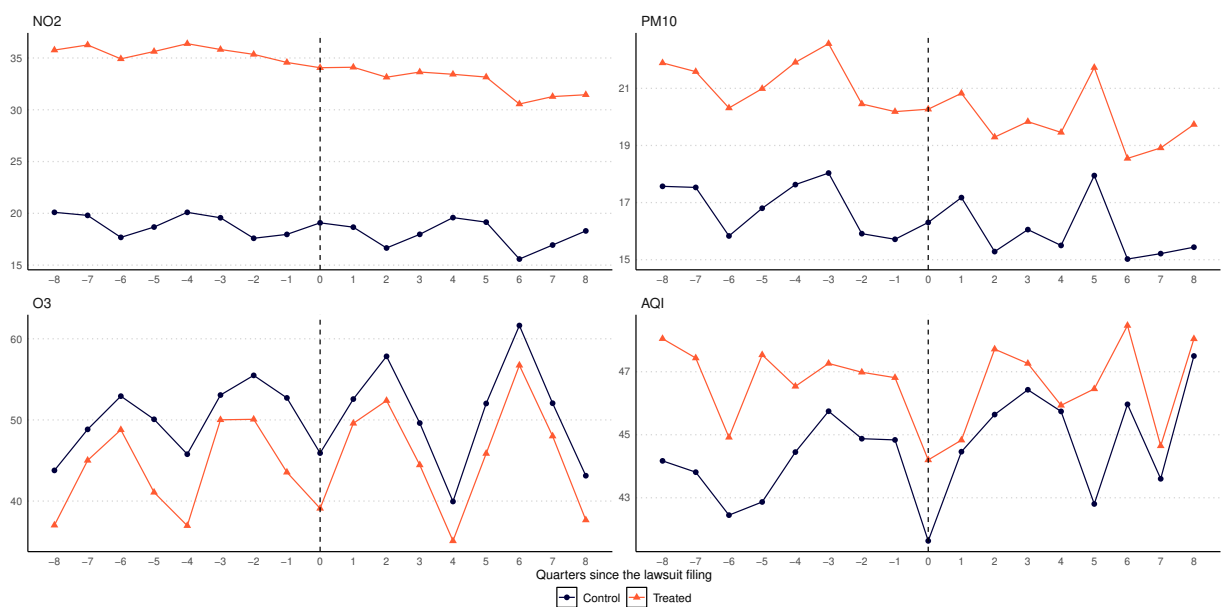 NO2
35
30
25
20
15
−8 −7 −6 −5 −4 −3 −2 −1 0 1 2 3 4 5 6 7 8
PM10
21
19
17
15
−8 −7 −6 −5 −4 −3 −2 −1 0 1 2 3 4 5 6 7 8
O3
60
50
40
−8 −7 −6 −5 −4 −3 −2 −1 0 1 2 3 4 5 6 7 8
AQI
47
45
43
−8 −7 −6 −5 −4 −3 −2 −1 0 1 2 3 4 5 6 7 8
Quarters since the lawsuit filing
Control Treated